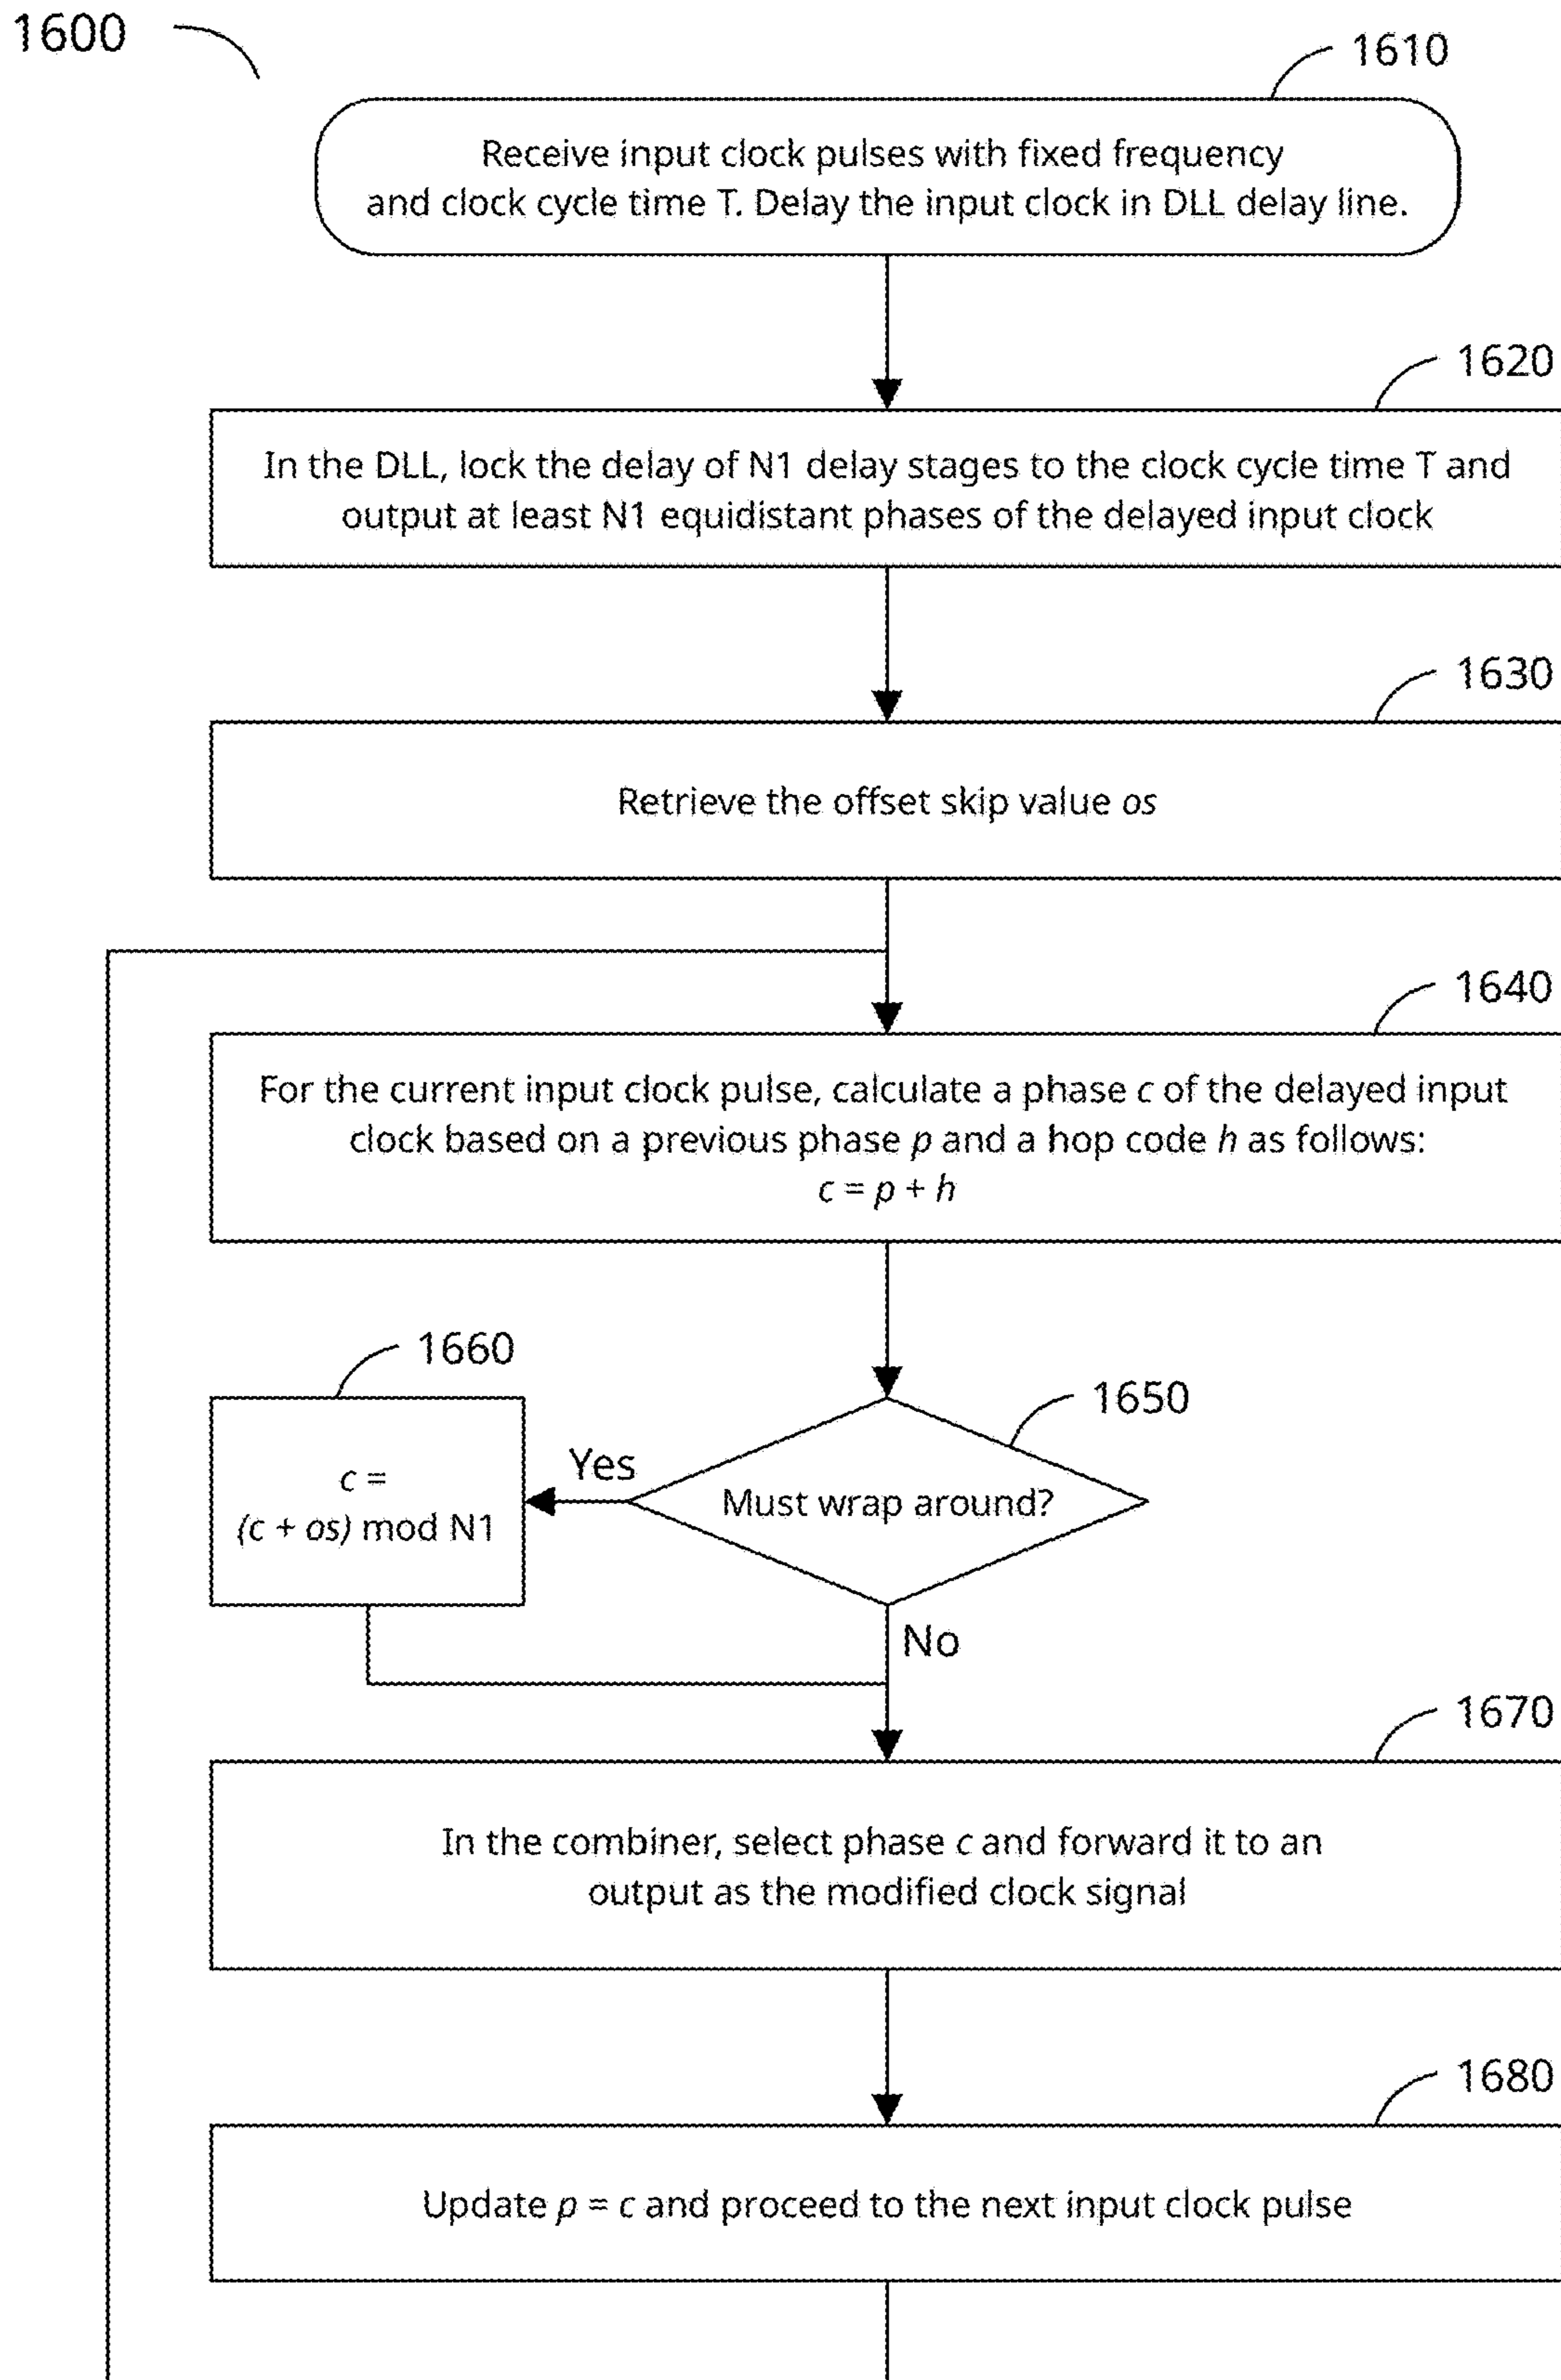 1600
1610
Receive input clock pulses with fixed frequency
and clock cycle time T. Delay the input clock in DLL delay line.
1620
In the DLL, lock the delay of N1 delay stages to the clock cycle time T and
output at least N1 equidistant phases of the delayed input clock
1630
Retrieve the offset skip value os
1640
For the current input clock pulse, calculate a phase c of the delayed input
clock based on a previous phase p and a hop code h as follows:
c = p + h
1660
1650
Yes
c =
(c + os) mod N1
Must wrap around?
No
1670
In the combiner, select phase c and forward it to an
output as the modified clock signal
1680
Update p = c and proceed to the next input clock pulse